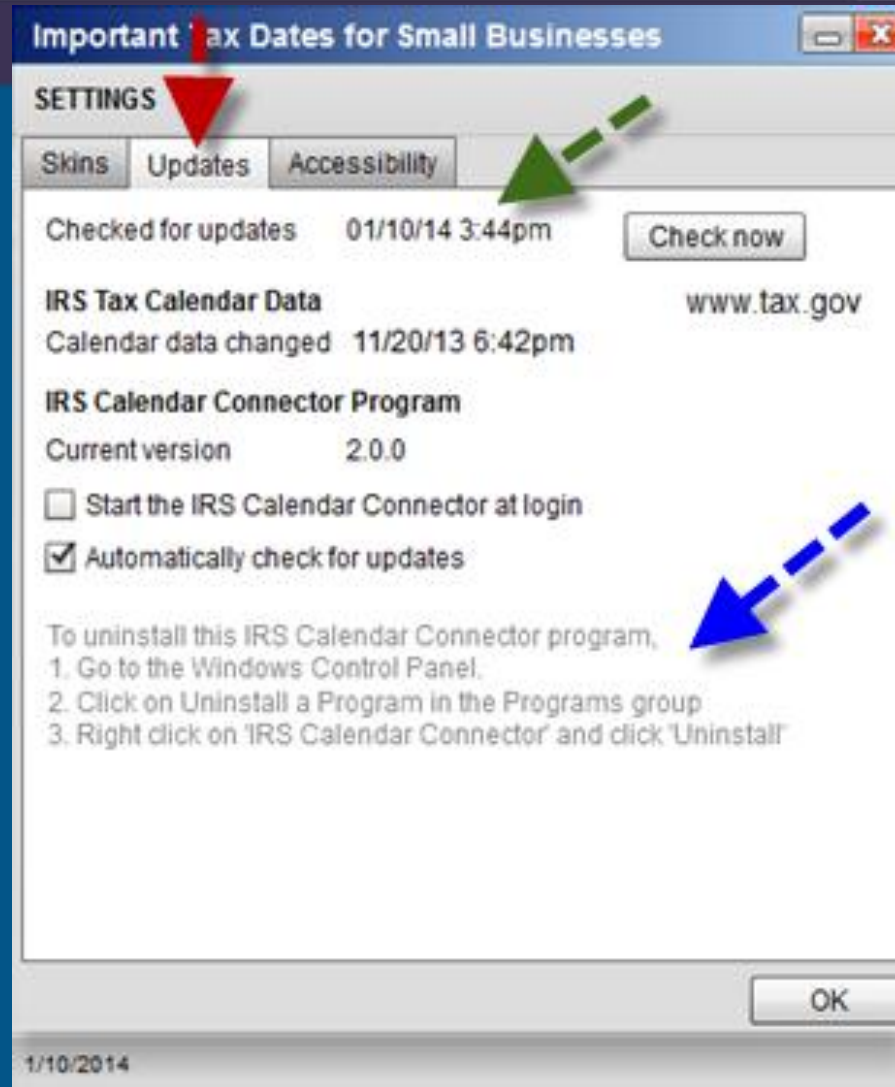 Important Tax Dates for Small Businesses
SETTINGS
Skins Updates Accessibility
Checked for updates 01/10/14 3:44pm Check now
IRS Tax Calendar Data www.tax.gov
Calendar data changed 11/20/13 6:42pm
IRS Calendar Connector Program
Current version 2.0.0
Start the IRS Calendar Connector at login
Automatically check for updates
To uninstall this IRS Calendar Connector program,
1. Go to the Windows Control Panel.
2. Click on Uninstall a Program in the Programs group
3. Right click on 'IRS Calendar Connector' and click 'Uninstall'
OK
1/10/2014